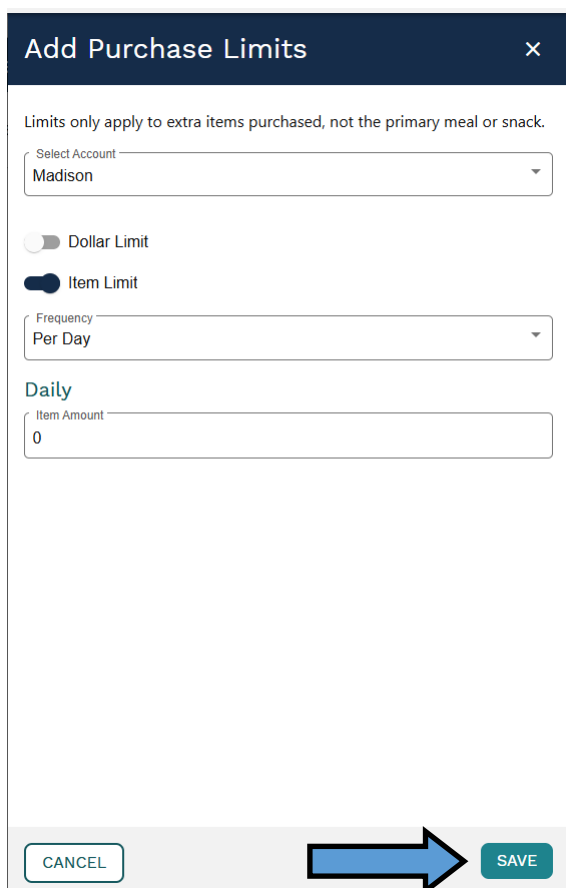 Add Purchase Limits ×
Limits only apply to extra items purchased, not the primary meal or snack.
Select Account
Madison
Dollar Limit
Item Limit
Frequency
Per Day
Daily
Item Amount
0
CANCEL
SAVE